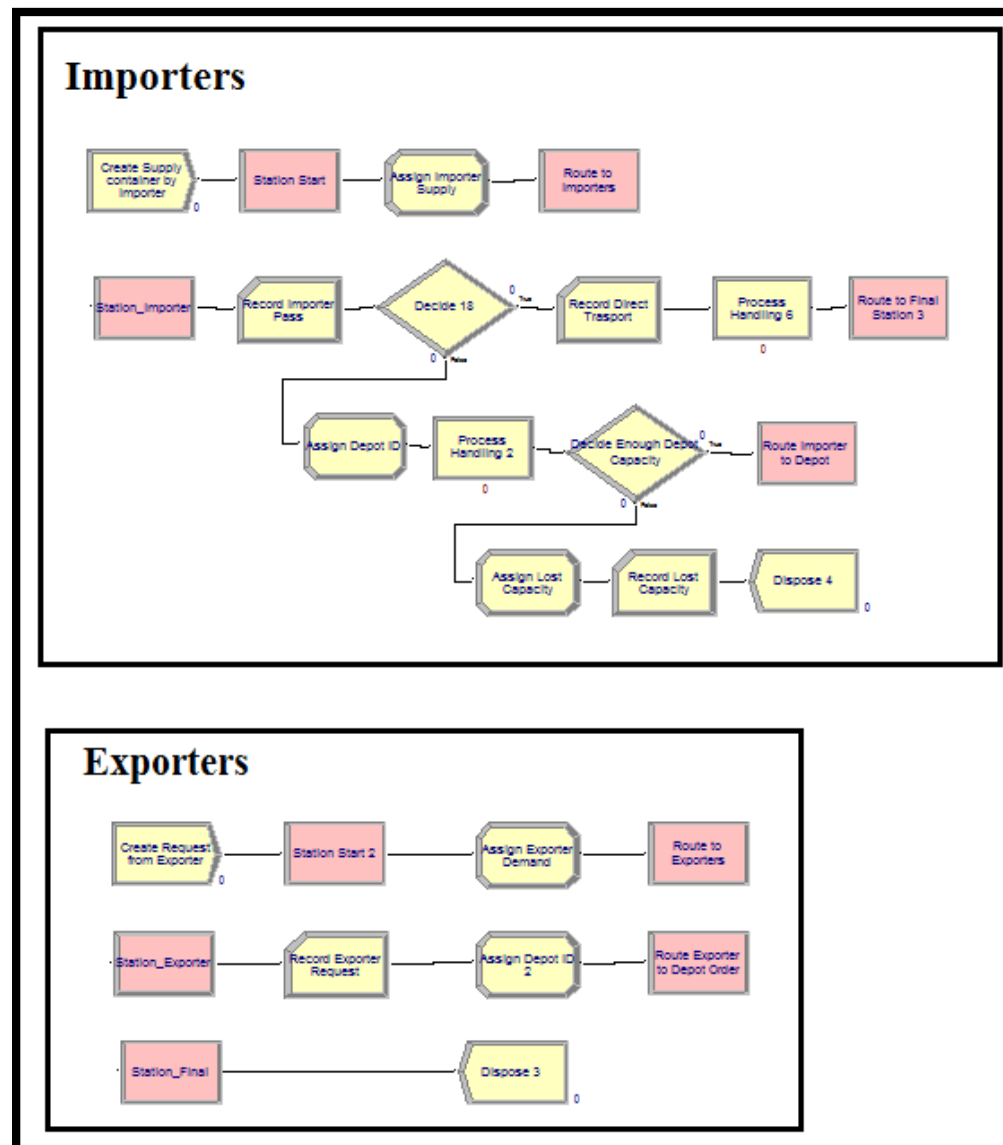 Importers
Create Supply
container by
Importer
0
Station Start
Assign Importer
Supply
Route to
Importers
Station_Importer
Record Importer
Pass
Decide 18
0
True
0
False
Record Direct
Trasport
Process
Handling 6
0
Route to Final
Station 3
Assign Depot ID
Process
Handling 2
0
Decide Enough Depot
Capacity
0
True
0
False
Route Importer
to Depot
Assign Lost
Capacity
Record Lost
Capacity
Dispose 4
0
Exporters
Create Request
from Exporter
0
Station Start 2
Assign Exporter
Demand
Route to
Exporters
Station_Exporter
Record Exporter
Request
Assign Depot ID
2
Route Exporter
to Depot Order
Station_Final
Dispose 3
0